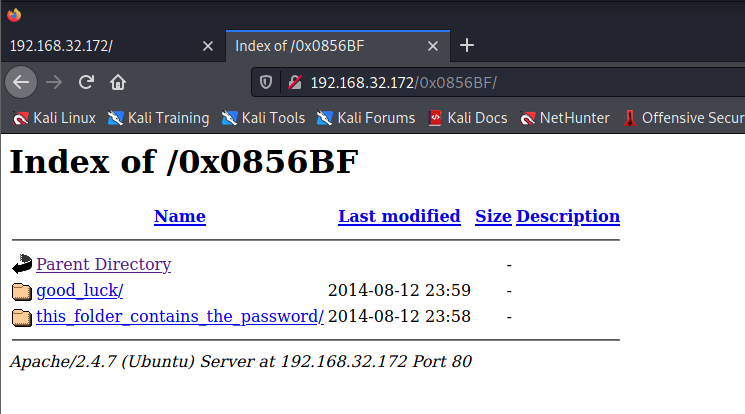 192.168.32.172/
Index of /0x0856BF
192.168.32.172/0x0856BF/
Kali Linux Kali Training Kali Tools Kali Forums Kali Docs NetHunter Offensive Secur
Index of /0x0856BF
Name Last modified Size Description
Parent Directory -
good_luck/ 2014-08-12 23:59 -
this_folder_contains_the_password/ 2014-08-12 23:58 -
Apache/2.4.7 (Ubuntu) Server at 192.168.32.172 Port 80